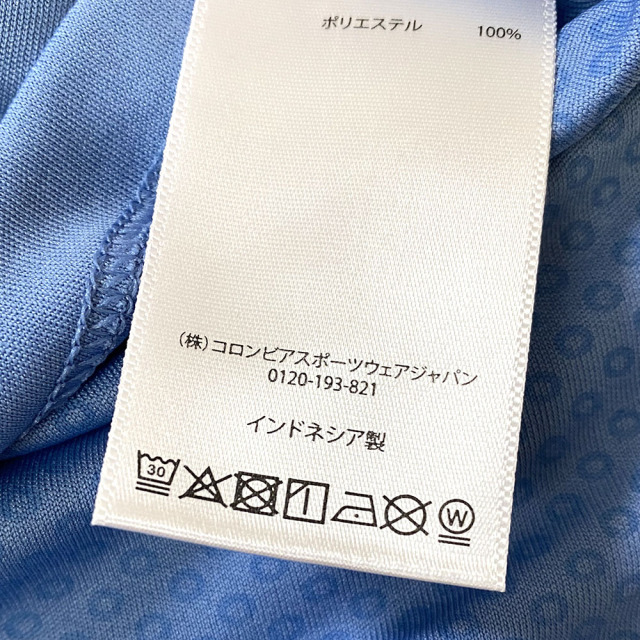 ポリエステル 100%
(株)コロンビアスポーツウェアジャパン
0120-193-821
インドネシア製
30 W